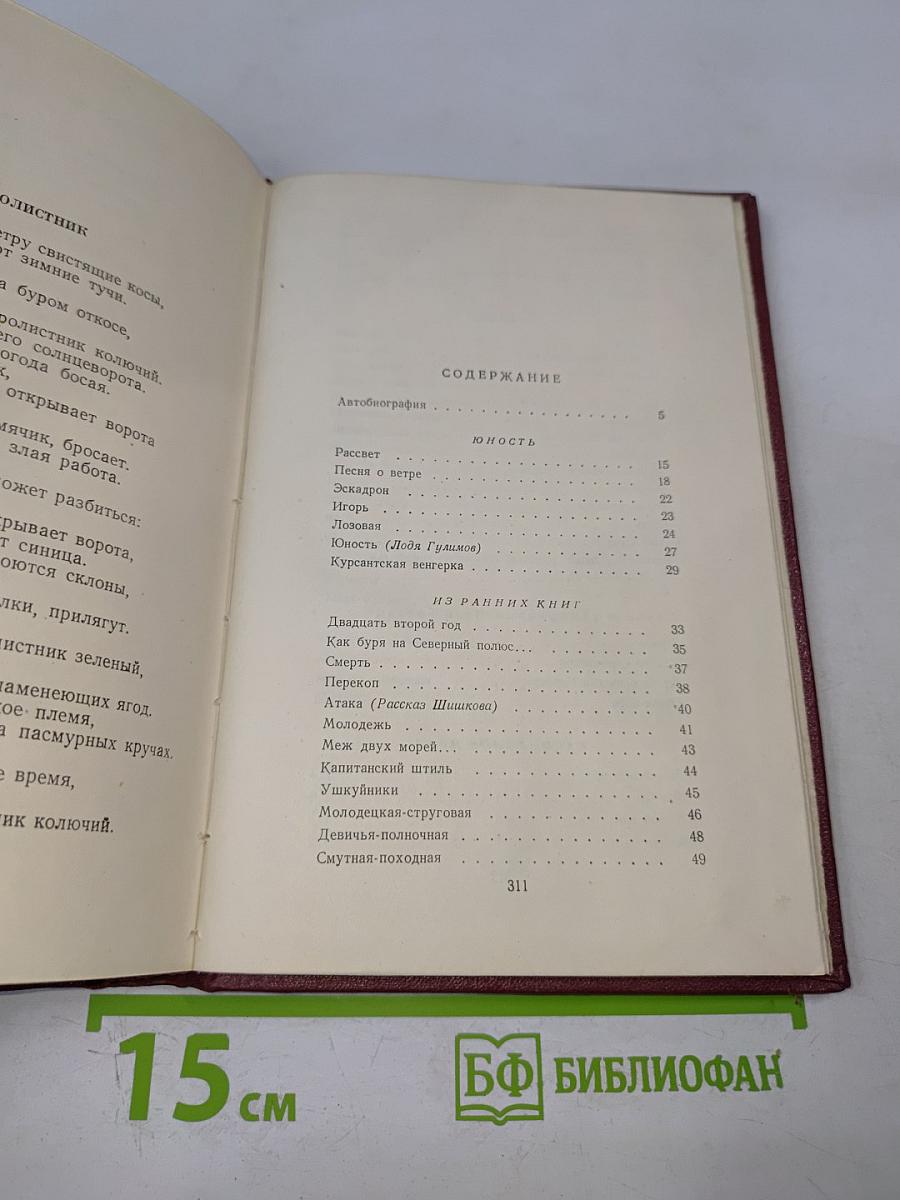 олистник
етру свистящие косы,
от зимние тучи.
а буром откосе,
ролистник колючий.
его солнцеворота.
огода босая.
к,
открывает ворота
мячик, бросает.
злая работа.
ожет разбиться:
крывает ворота,
ет синица.
оются склоны,
лки, прилягут.
листник зеленый,
аменеющих ягод.
кое племя,
а пасмурных кручах.
е время,
ник колючий.
СОДЕРЖАНИЕ
Автобиография . . . . . . . . . . . . . . . . . 5
ЮНОСТЬ
Рассвет . . . . . . . . . . . . . . . . 15
Песня о ветре . . . . . . . . . . . . . . 18
Эскадрон . . . . . . . . . . . . . . . 22
Игорь . . . . . . . . . . . . . . . . . 23
Лозовая . . . . . . . . . . . . . . . . 24
Юность (Лодя Гулимов) . . . . . . . . . . 27
Курсантская венгерка . . . . . . . . . . . . 29
ИЗ РАННИХ КНИГ
Двадцать второй год . . . . . . . . . . . . 33
Как буря на Северный полюс... . . . . . . . . 35
Смерть . . . . . . . . . . . . . . . . . 37
Перекоп . . . . . . . . . . . . . . . . 38
Атака (Рассказ Шишкова) . . . . . . . . . . 40
Молодежь . . . . . . . . . . . . . . . 41
Меж двух морей... . . . . . . . . . . . . 43
Капитанский штиль . . . . . . . . . . . . 44
Ушкуйники . . . . . . . . . . . . . . . 45
Молодецкая-струговая . . . . . . . . . . . 46
Девичья-полночная . . . . . . . . . . . . 48
Смутная-походная . . . . . . . . . . . . 49
311
15 см
БФ БИБЛИОФАН